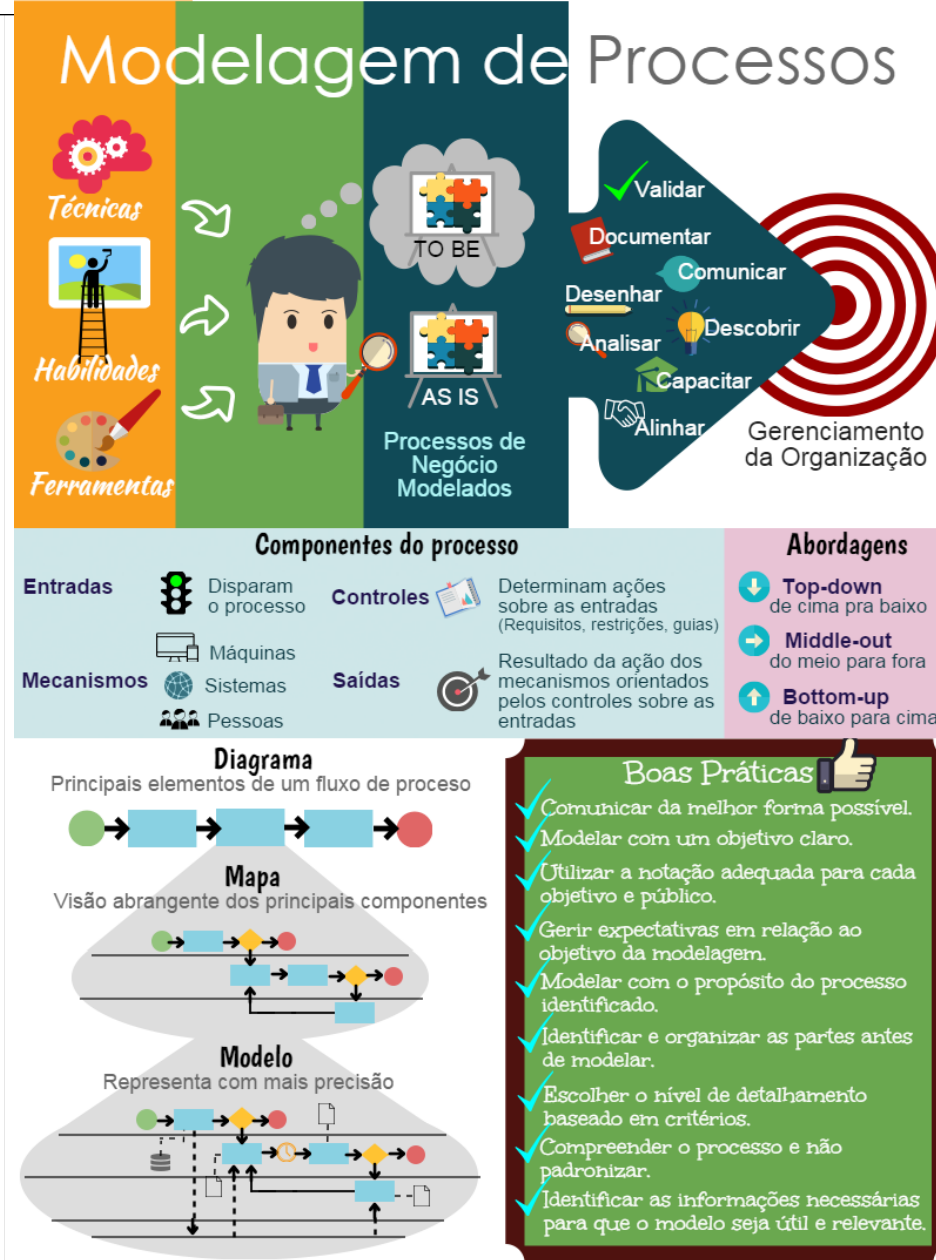 Modelagem de Processos
Técnicas
Habilidades
Ferramentas
TO BE
AS IS
Processos de
Negócio
Modelados
Validar
Documentar
Comunicar
Desenhar
Descobrir
Analisar
Capacitar
Alinhar
Gerenciamento
da Organização
Componentes do processo
Entradas
Disparam
o processo
Mecanismos
Máquinas
Sistemas
Pessoas
Controles
Determinam ações
sobre as entradas
(Requisitos, restrições, guias)
Saídas
Resultado da ação dos
mecanismos orientados
pelos controles sobre as
entradas
Abordagens
Top-down
de cima pra baixo
Middle-out
do meio para fora
Bottom-up
de baixo para cima
Diagrama
Principais elementos de um fluxo de proceso
Mapa
Visão abrangente dos principais componentes
Modelo
Representa com mais precisão
Boas Práticas
Comunicar da melhor forma possível.
Modelar com um objetivo claro.
Utilizar a notação adequada para cada
objetivo e público.
Gerir expectativas em relação ao
objetivo da modelagem.
Modelar com o propósito do processo
identificado.
Identificar e organizar as partes antes
de modelar.
Escolher o nível de detalhamento
baseado em critérios.
Compreender o processo e não
padronizar.
Identificar as informações necessárias
para que o modelo seja útil e relevante.